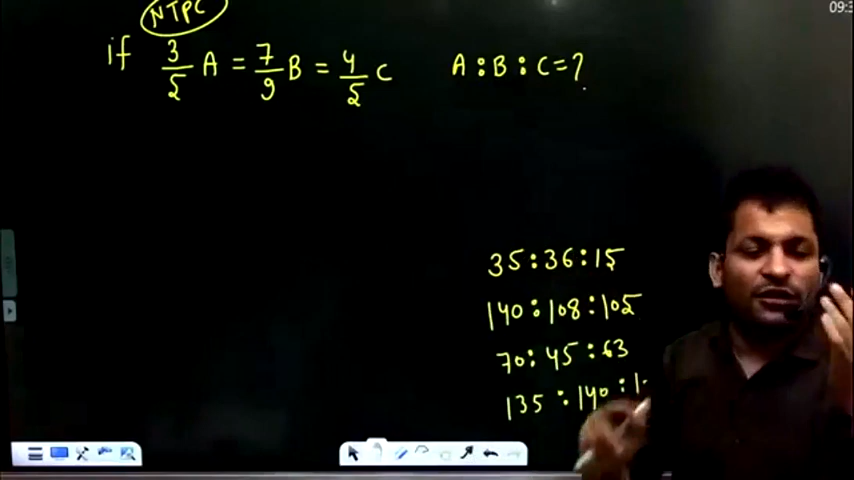 NTPC
if 3/5 A = 7/9 B = 4/5 C A : B : C = ?
35 : 36 : 15
140 : 108 : 105
70 : 45 : 63
135 : 140 : 1
09:3